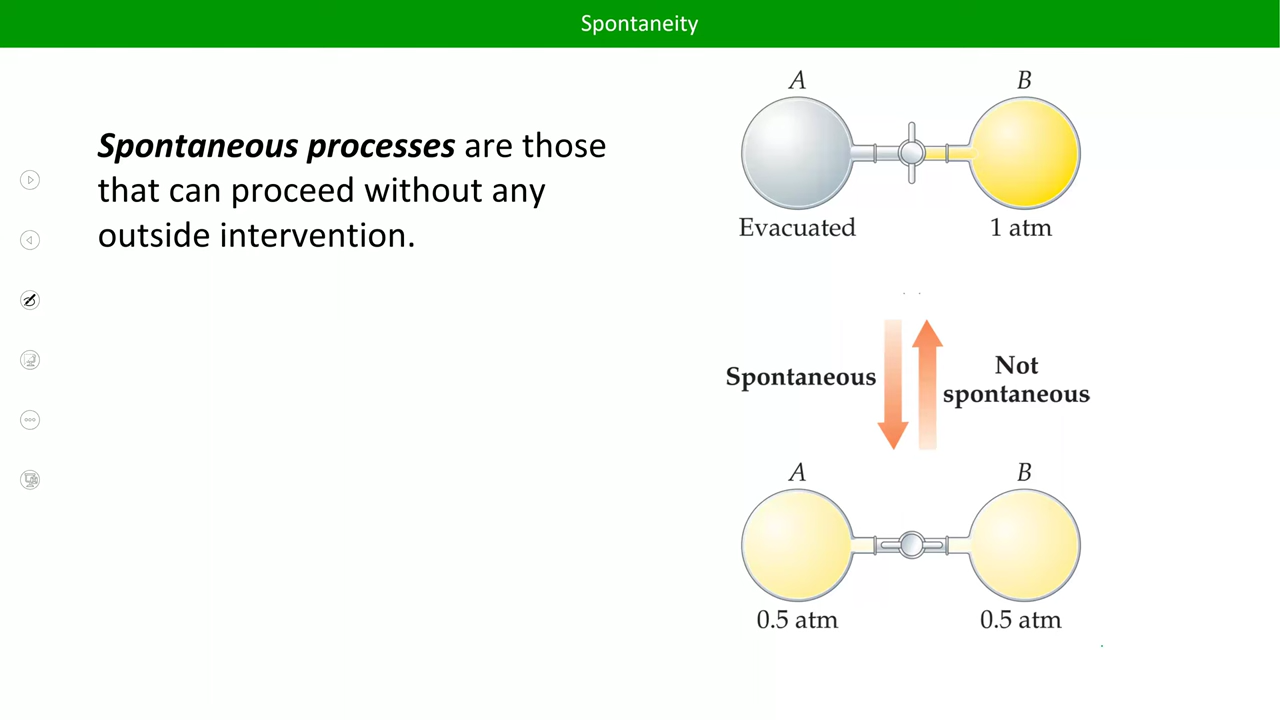 Spontaneity
Spontaneous processes are those
that can proceed without any
outside intervention.
A
B
Evacuated
1 atm
Spontaneous
Not
spontaneous
A
B
0.5 atm
0.5 atm